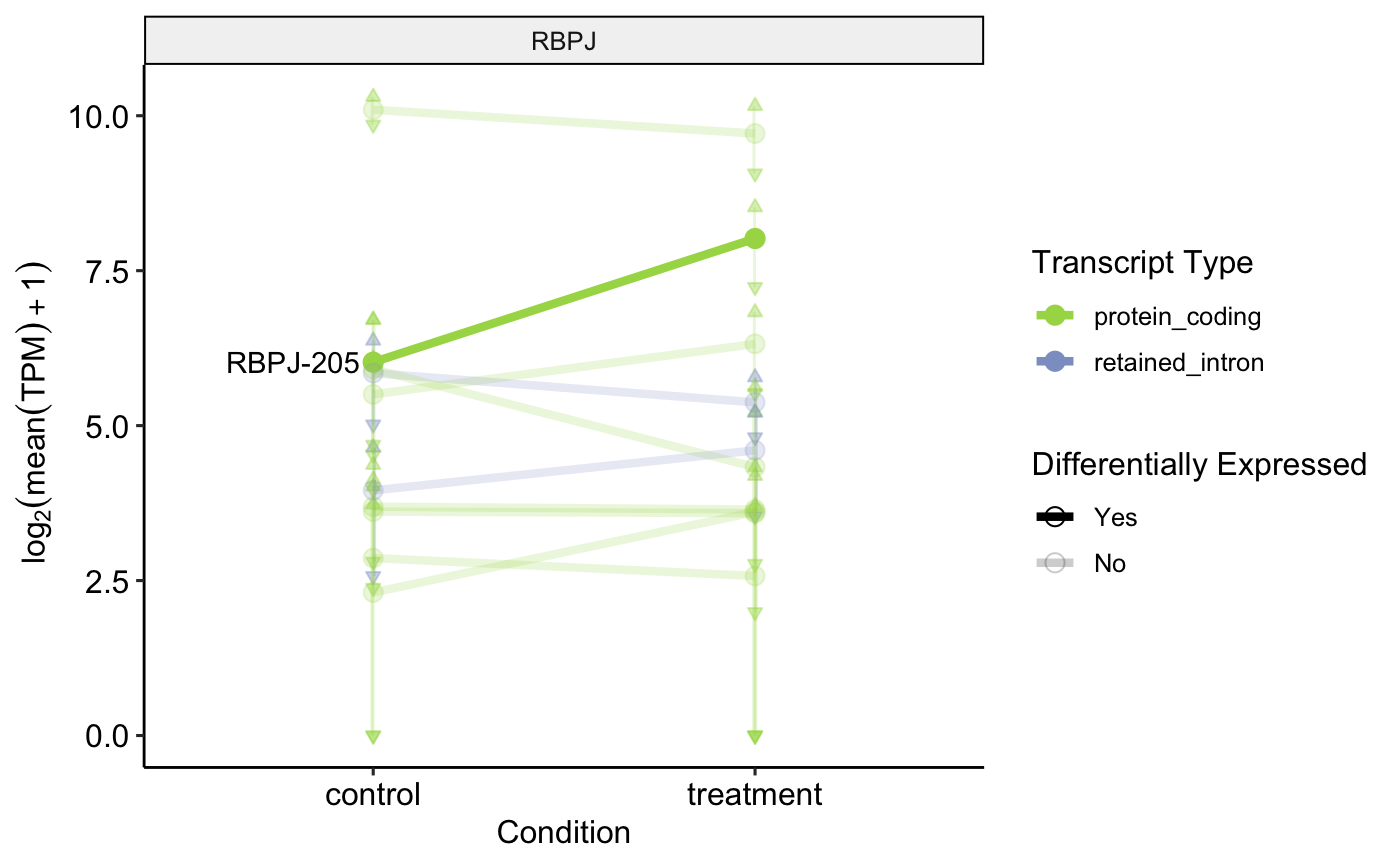 RBPJ
10.0
7.5
5.0
2.5
0.0
log₂(mean(TPM) + 1)
RBPJ-205
control
treatment
Condition
Transcript Type
protein_coding
retained_intron
Differentially Expressed
Yes
No